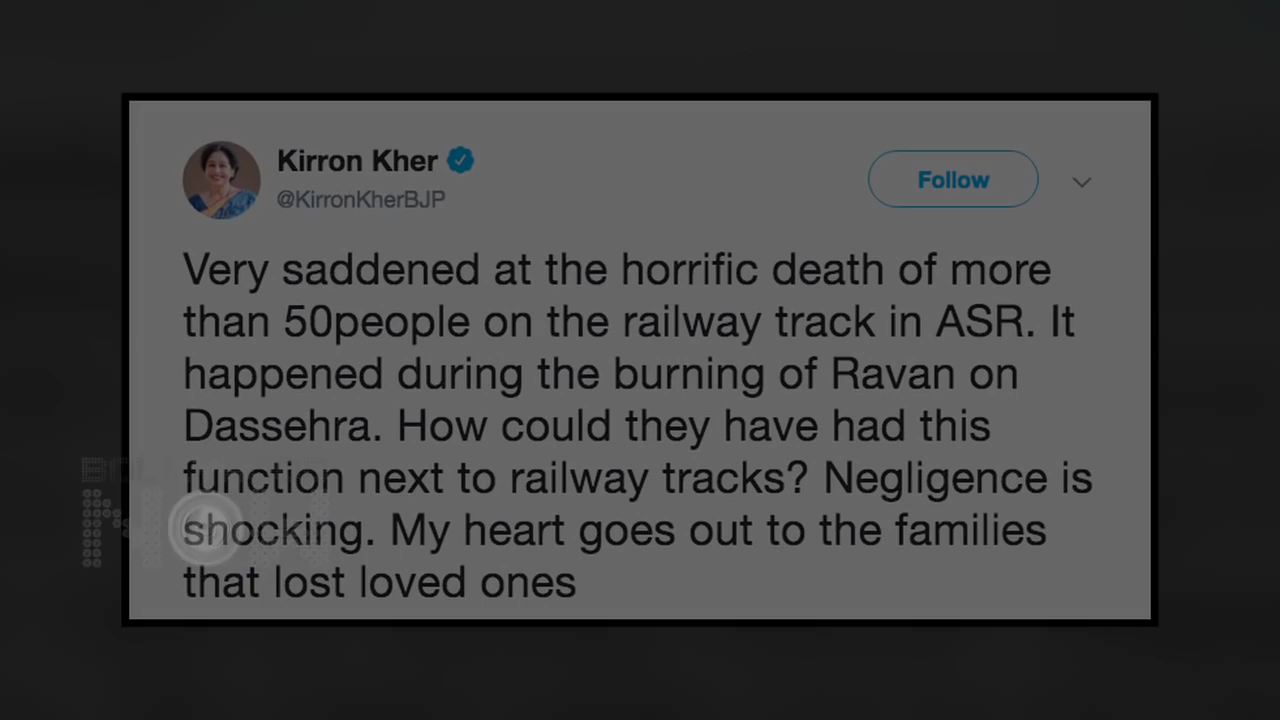 Kirron Kher
@KirronKherBJP
Follow
Very saddened at the horrific death of more
than 50people on the railway track in ASR. It
happened during the burning of Ravan on
Dassehra. How could they have had this
function next to railway tracks? Negligence is
shocking. My heart goes out to the families
that lost loved ones